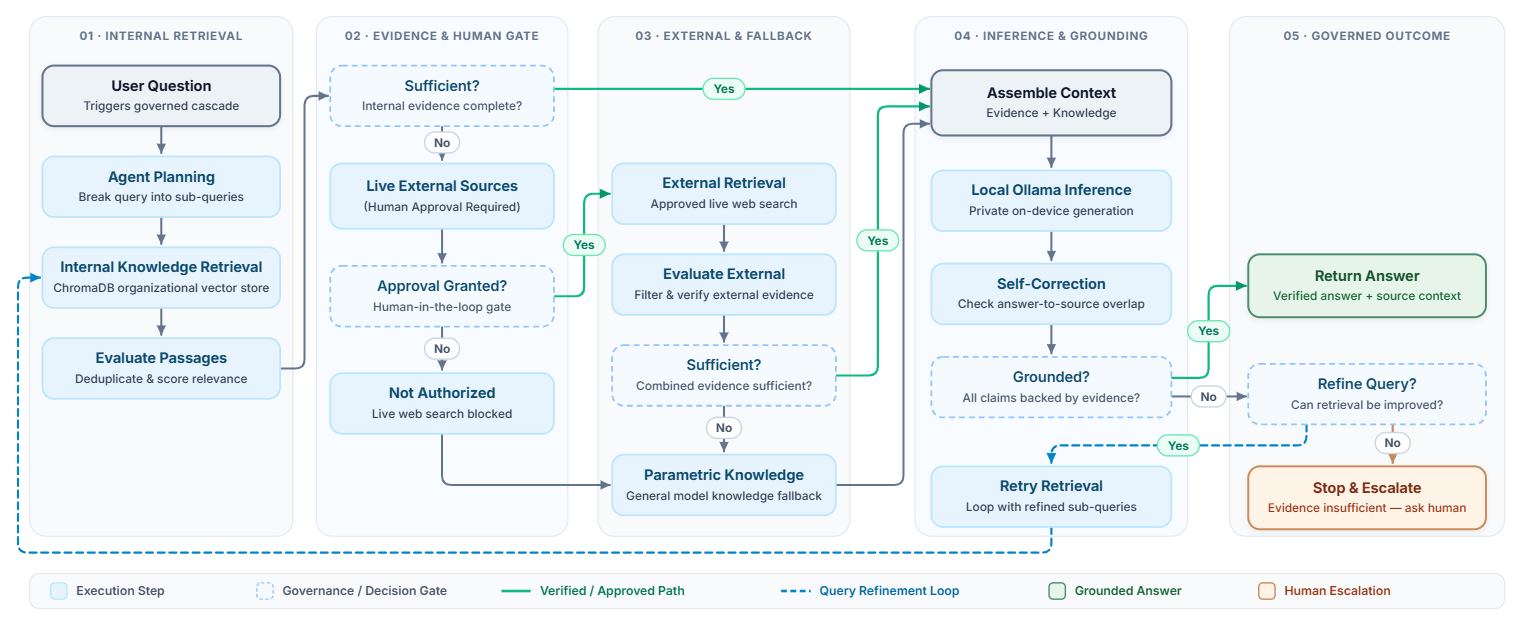 01 · INTERNAL RETRIEVAL
User Question
Triggers governed cascade
Agent Planning
Break query into sub-queries
Internal Knowledge Retrieval
ChromaDB organizational vector store
Evaluate Passages
Deduplicate & score relevance
02 · EVIDENCE & HUMAN GATE
Sufficient?
Internal evidence complete?
Yes
No
Live External Sources
(Human Approval Required)
Approval Granted?
Human-in-the-loop gate
Yes
No
Not Authorized
Live web search blocked
03 · EXTERNAL & FALLBACK
External Retrieval
Approved live web search
Evaluate External
Filter & verify external evidence
Sufficient?
Combined evidence sufficient?
Yes
No
Parametric Knowledge
General model knowledge fallback
04 · INFERENCE & GROUNDING
Assemble Context
Evidence + Knowledge
Local Ollama Inference
Private on-device generation
Self-Correction
Check answer-to-source overlap
Grounded?
All claims backed by evidence?
Yes
No
Retry Retrieval
Loop with refined sub-queries
05 · GOVERNED OUTCOME
Return Answer
Verified answer + source context
Refine Query?
Can retrieval be improved?
Yes
No
Stop & Escalate
Evidence insufficient — ask human
Execution Step
Governance / Decision Gate
Verified / Approved Path
Query Refinement Loop
Grounded Answer
Human Escalation